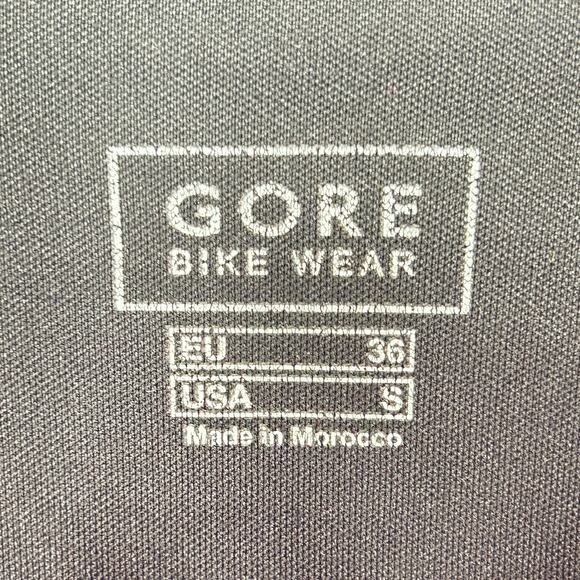 GORE
BIKE WEAR
EU 36
USA S
Made in Morocco